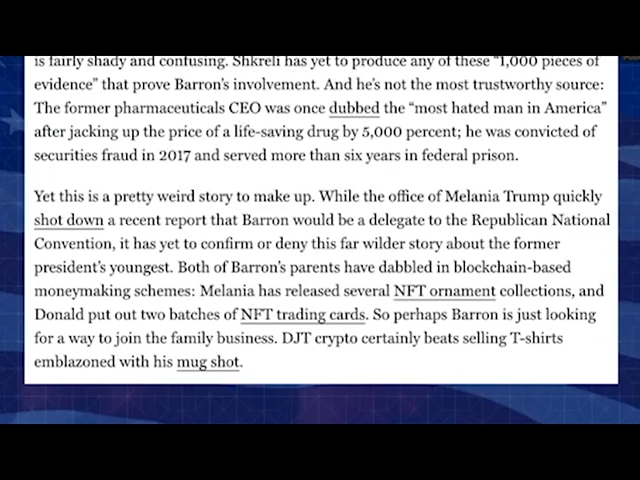 is fairly shady and confusing. Shkreli has yet to produce any of these “1,000 pieces of
evidence” that prove Barron’s involvement. And he’s not the most trustworthy source:
The former pharmaceuticals CEO was once dubbed the “most hated man in America”
after jacking up the price of a life-saving drug by 5,000 percent; he was convicted of
securities fraud in 2017 and served more than six years in federal prison.
Yet this is a pretty weird story to make up. While the office of Melania Trump quickly
shot down a recent report that Barron would be a delegate to the Republican National
Convention, it has yet to confirm or deny this far wilder story about the former
president’s youngest. Both of Barron’s parents have dabbled in blockchain-based
moneymaking schemes: Melania has released several NFT ornament collections, and
Donald put out two batches of NFT trading cards. So perhaps Barron is just looking
for a way to join the family business. DJT crypto certainly beats selling T-shirts
emblazoned with his mug shot.